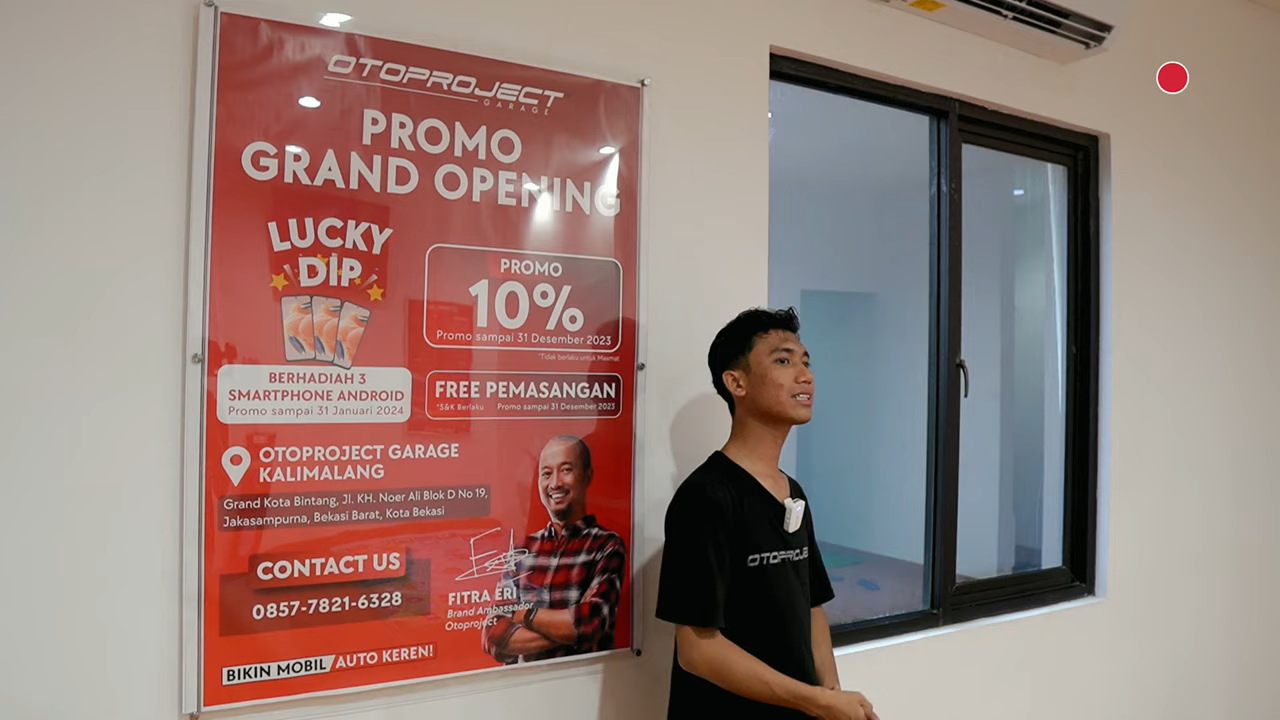 OTOPROJECT
GARAGE
PROMO
GRAND OPENING
LUCKY
DIP
BERHADIAH 3
SMARTPHONE ANDROID
Promo sampai 31 Januari 2024
PROMO
10%
Promo sampai 31 Desember 2023
*Tidak berlaku untuk Maxmat
FREE PEMASANGAN
*S&K Berlaku Promo sampai 31 Desember 2023
OTOPROJECT GARAGE
KALIMALANG
Grand Kota Bintang, Jl. KH. Noer Ali Blok D No 19,
Jakasampurna, Bekasi Barat, Kota Bekasi
CONTACT US
0857-7821-6328
FITRA ERI
Brand Ambassador
Otoproject
BIKIN MOBIL AUTO KEREN!
OTOPROJE